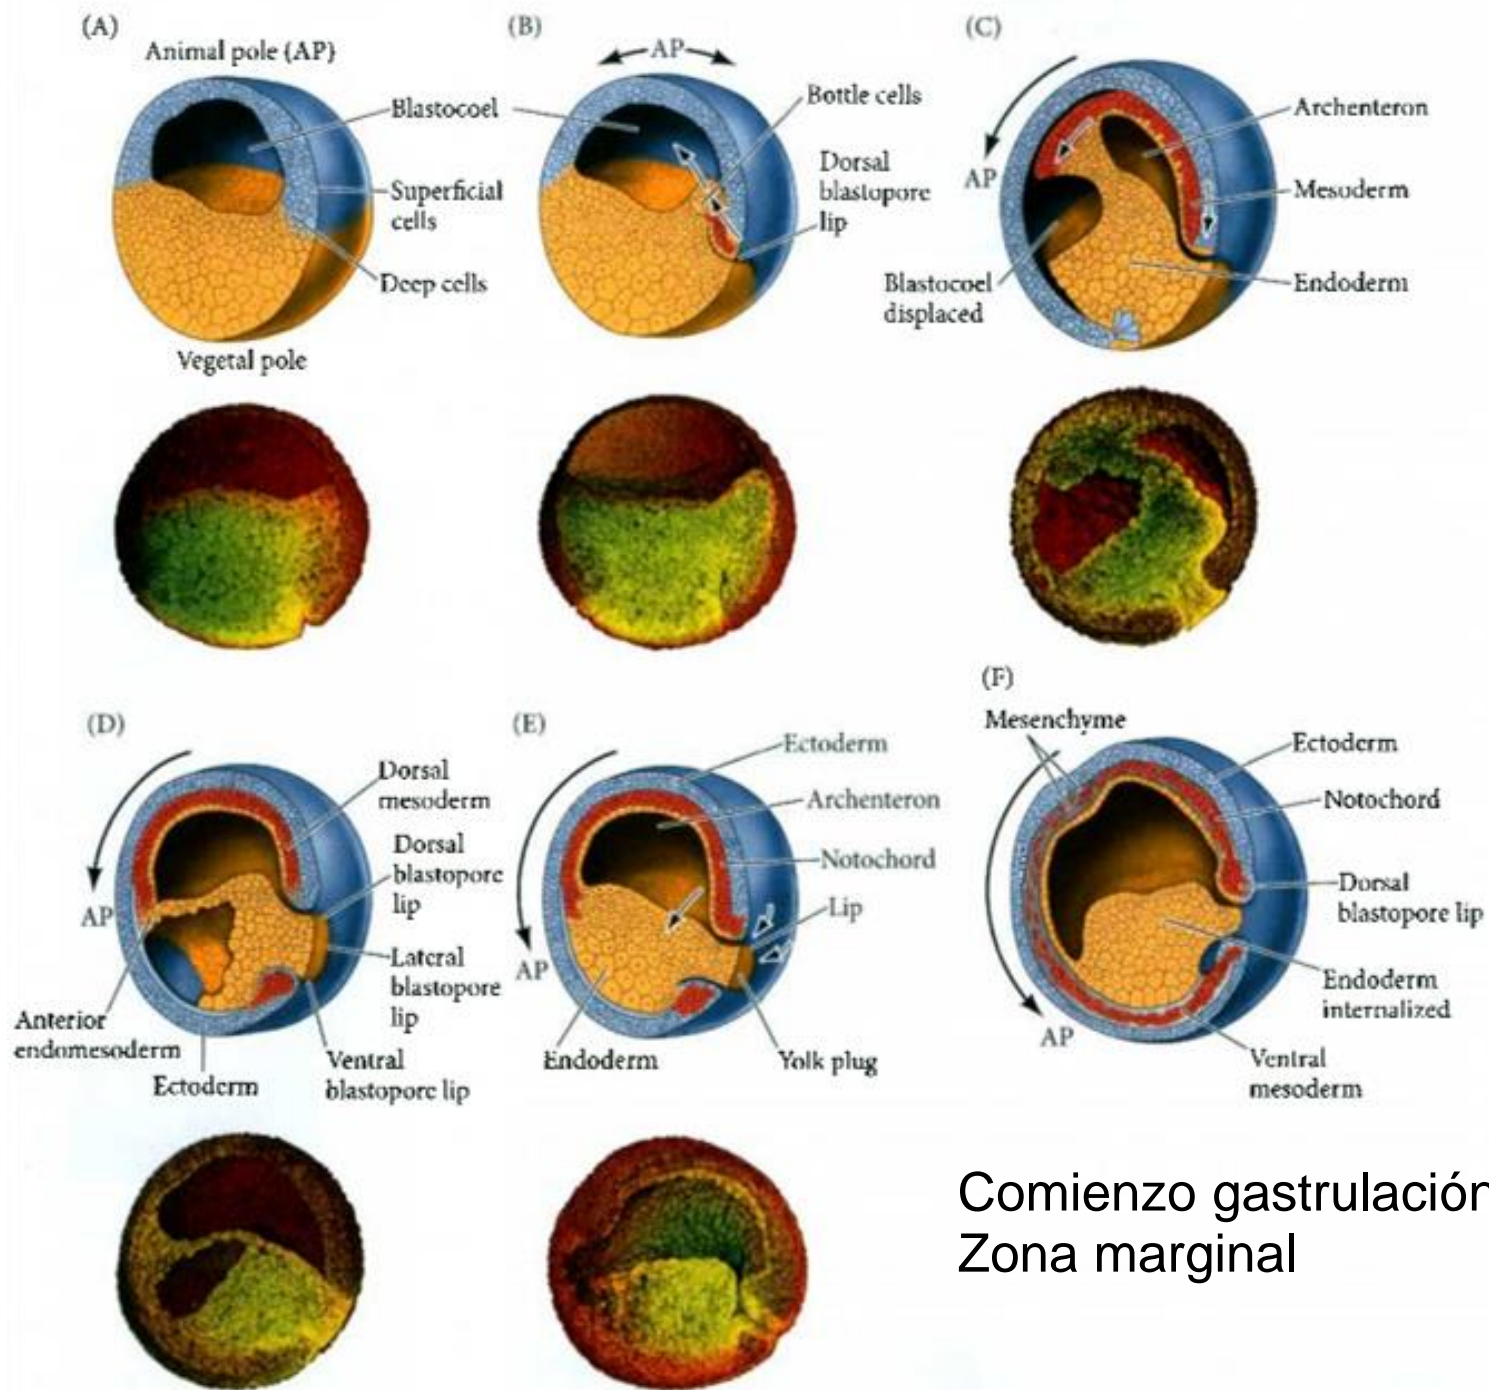 (A)
Animal pole (AP)
Blastocoel
Superficial
cells
Deep cells
Vegetal pole
(B)
AP
Bottle cells
Dorsal
blastopore
lip
(C)
AP
Archenteron
Mesoderm
Endoderm
Blastocoel
displaced
(D)
Dorsal
mesoderm
Dorsal
blastopore
lip
AP
Lateral
blastopore
lip
Anterior
endomesoderm
Ectoderm
Ventral
blastopore lip
(E)
Ectoderm
Archenteron
Notochord
Lip
AP
Endoderm
Yolk plug
(F)
Mesenchyme
Ectoderm
Notochord
Dorsal
blastopore lip
Endoderm
internalized
AP
Ventral
mesoderm
Comienzo gastrulación
Zona marginal